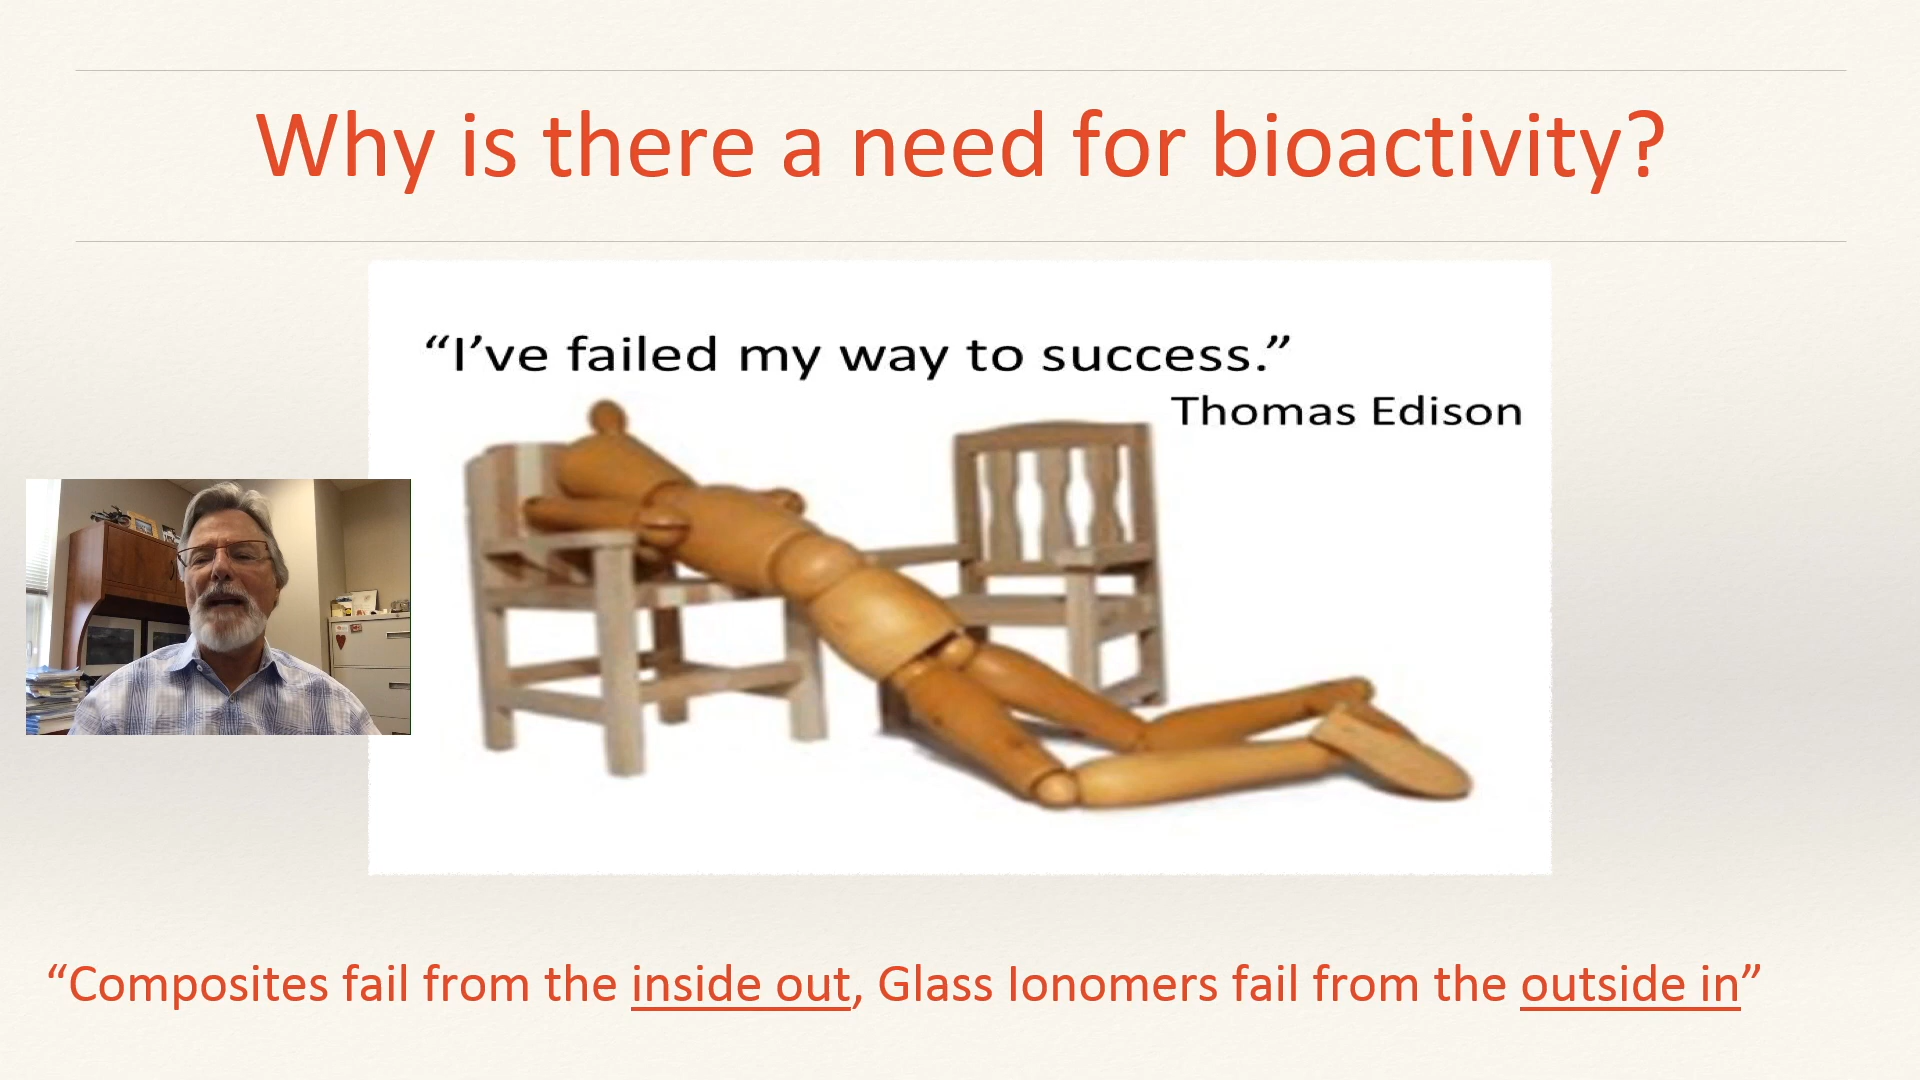 Why is there a need for bioactivity?
“I’ve failed my way to success.”
Thomas Edison
“Composites fail from the inside out, Glass Ionomers fail from the outside in”